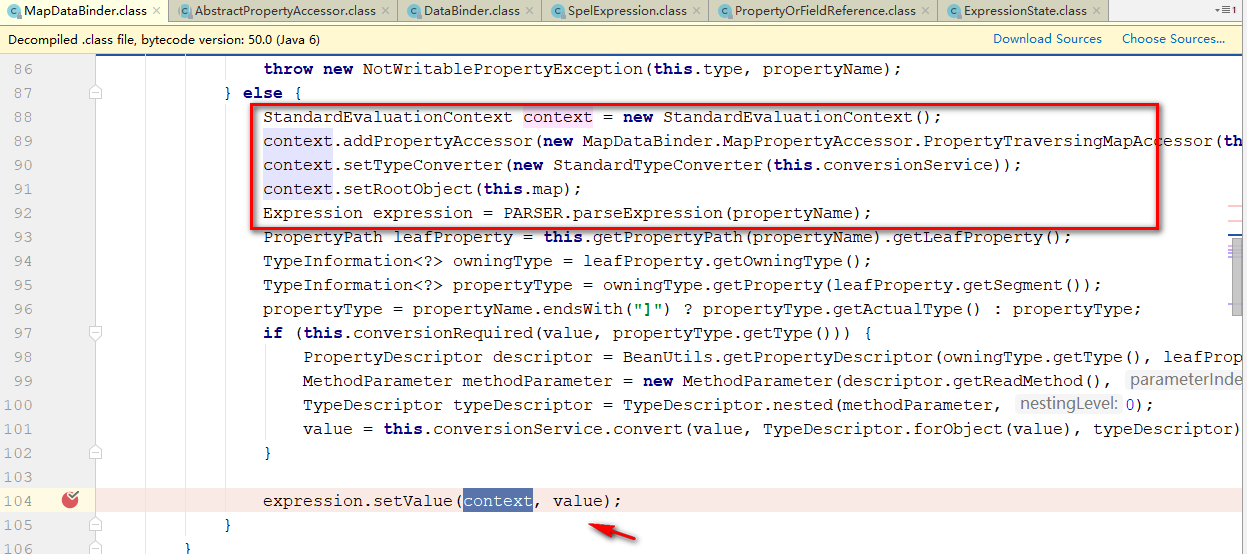 MapDataBinder.class AbstractPropertyAccessor.class DataBinder.class SpelExpression.class PropertyOrFieldReference.class ExpressionState.class 1
Decompiled .class file, bytecode version: 50.0 (Java 6) Download Sources Choose Sources...
86 throw new NotWritablePropertyException(this.type, propertyName);
87 } else {
88 StandardEvaluationContext context = new StandardEvaluationContext();
89 context.addPropertyAccessor(new MapDataBinder.MapPropertyAccessor.PropertyTraversingMapAccessor(th
90 context.setTypeConverter(new StandardTypeConverter(this.conversionService));
91 context.setRootObject(this.map);
92 Expression expression = PARSER.parseExpression(propertyName);
93 PropertyPath leafProperty = this.getPropertyPath(propertyName).getLeafProperty();
94 TypeInformation<?> owningType = leafProperty.getOwningType();
95 TypeInformation<?> propertyType = owningType.getProperty(leafProperty.getSegment());
96 propertyType = propertyName.endsWith("]") ? propertyType.getActualType() : propertyType;
97 if (this.conversionRequired(value, propertyType.getType())) {
98 PropertyDescriptor descriptor = BeanUtils.getPropertyDescriptor(owningType.getType(), leafProp
99 MethodParameter methodParameter = new MethodParameter(descriptor.getReadMethod(), parameterInde
100 TypeDescriptor typeDescriptor = TypeDescriptor.nested(methodParameter, nestingLevel: 0);
101 value = this.conversionService.convert(value, TypeDescriptor.forObject(value), typeDescriptor)
102 }
103
104 expression.setValue(context, value);
105 }
106 }